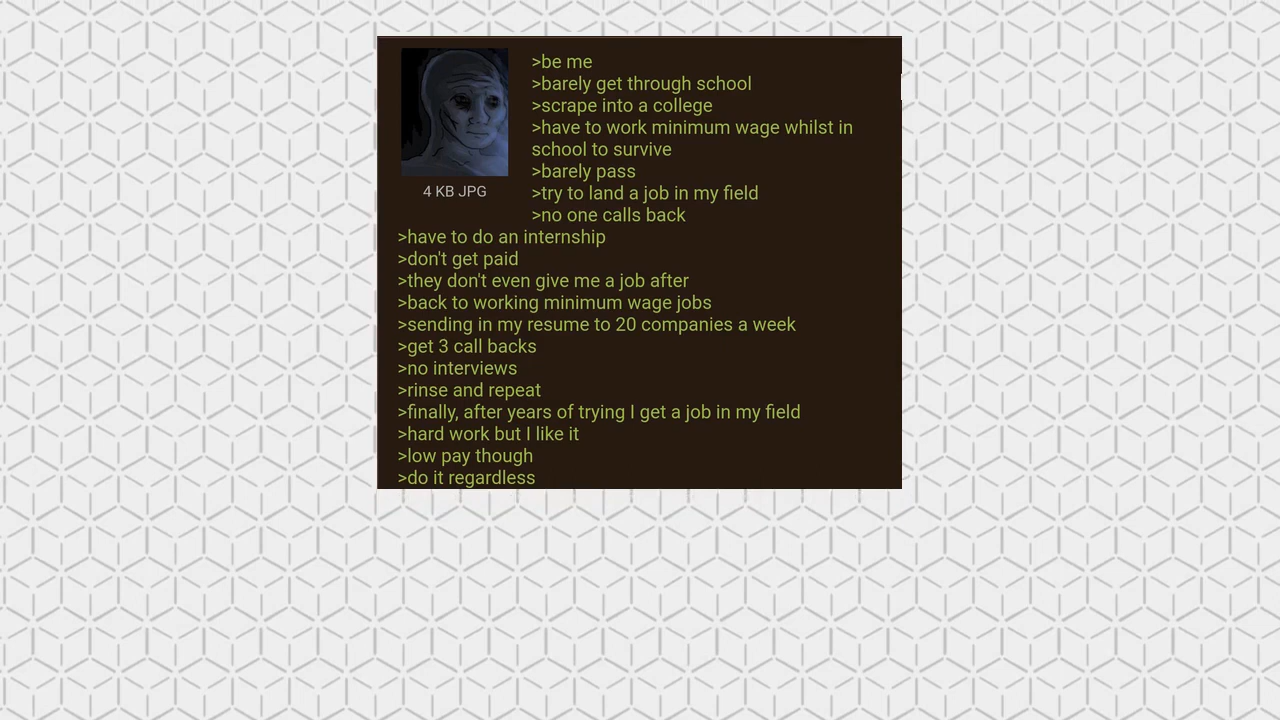 >be me
>barely get through school
>scrape into a college
>have to work minimum wage whilst in
school to survive
>barely pass
>try to land a job in my field
>no one calls back
4 KB JPG
>have to do an internship
>don't get paid
>they don't even give me a job after
>back to working minimum wage jobs
>sending in my resume to 20 companies a week
>get 3 call backs
>no interviews
>rinse and repeat
>finally, after years of trying I get a job in my field
>hard work but I like it
>low pay though
>do it regardless